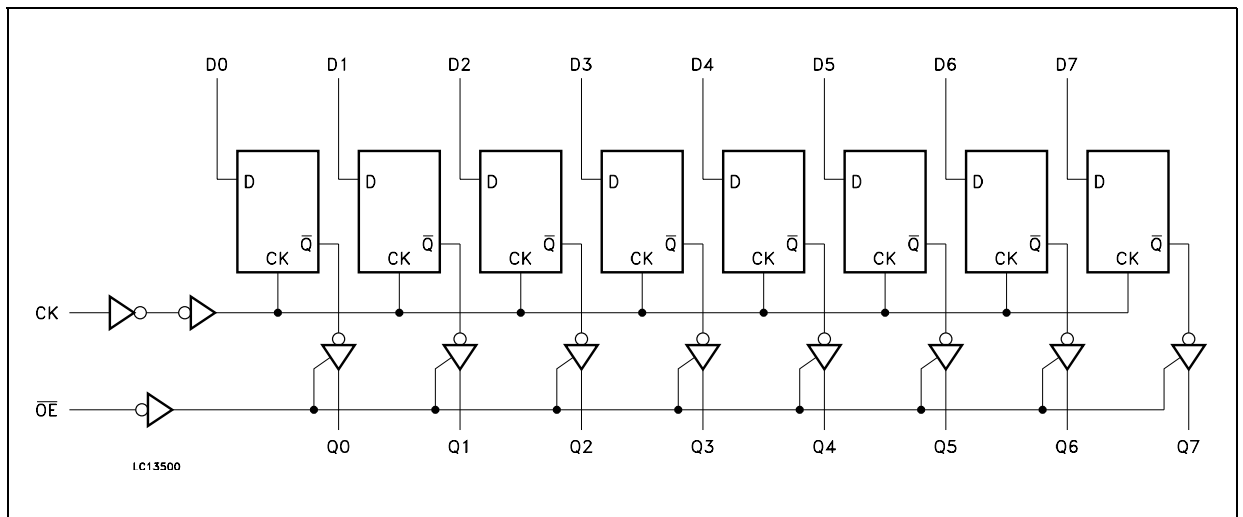 D0 D1 D2 D3 D4 D5 D6 D7
D D D D D D D D
Q̅ Q̅ Q̅ Q̅ Q̅ Q̅ Q̅ Q̅
CK CK CK CK CK CK CK CK
CK
O̅E̅
Q0 Q1 Q2 Q3 Q4 Q5 Q6 Q7
LC13500